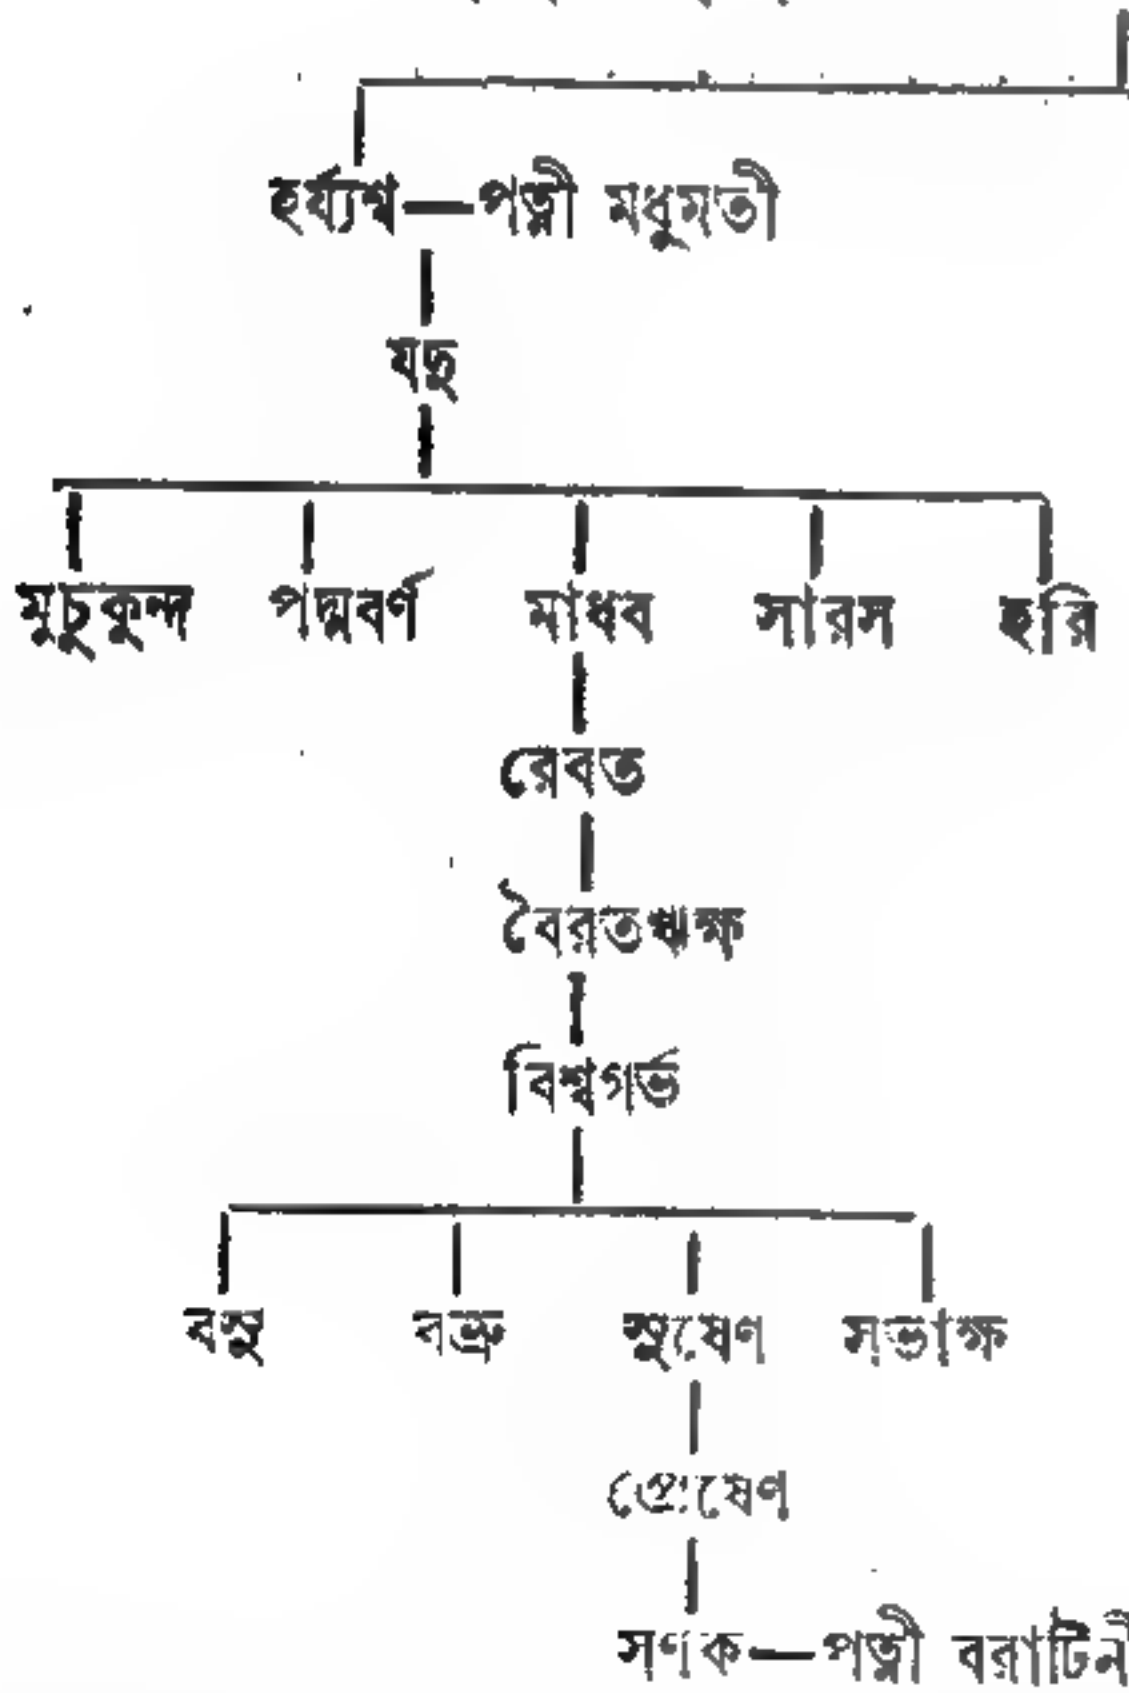 হর্য্যশ্ব—পত্নী মধুমতী
যদু
মুচুকুন্দ পদ্মবর্ণ মাধব সারস হরি
রেবত
বৈরতঋক্ষ
বিশ্বগর্ভ
বসু বভ্রু সুষেণ সভাক্ষ
সণক—পত্নী বরাটিনী